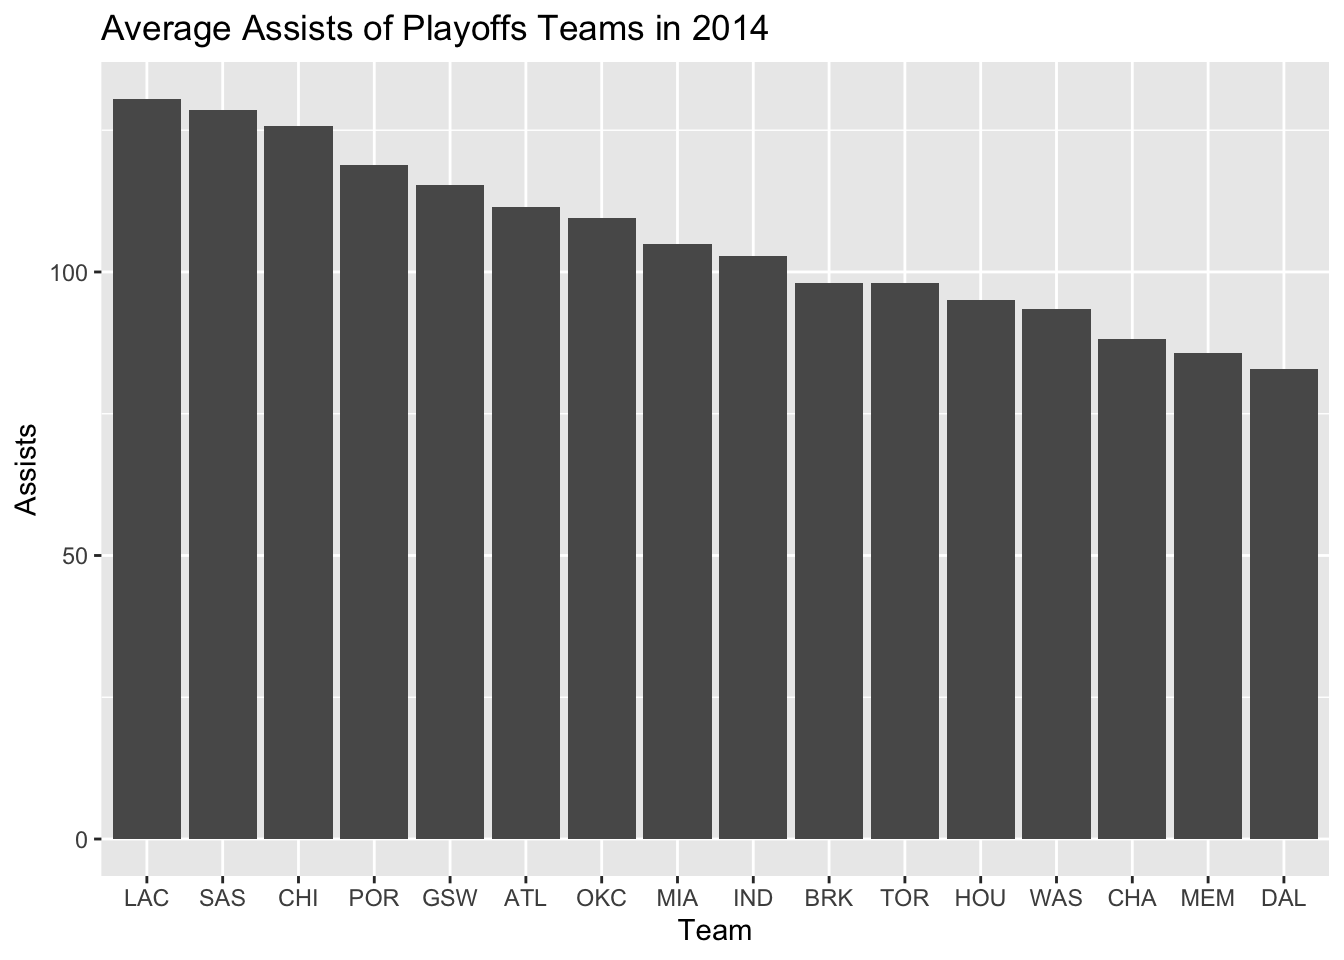 Average Assists of Playoffs Teams in 2014
Assists
100
50
0
LAC SAS CHI POR GSW ATL OKC MIA IND BRK TOR HOU WAS CHA MEM DAL
Team